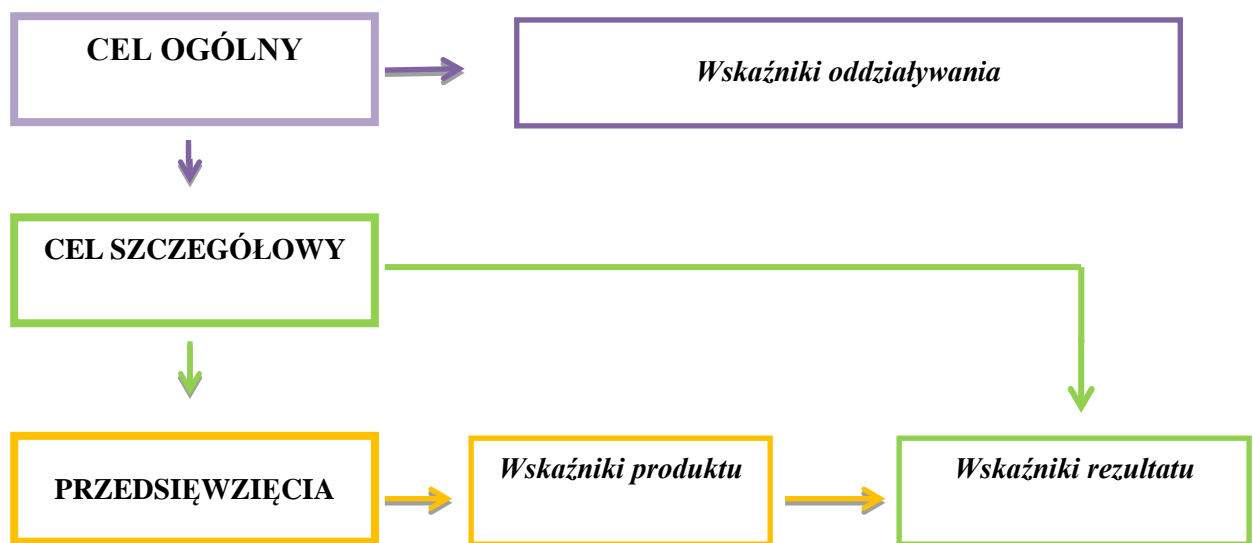 CEL OGÓLNY
Wskaźniki oddziaływania
CEL SZCZEGÓŁOWY
PRZEDSIĘWZIĘCIA
Wskaźniki produktu
Wskaźniki rezultatu